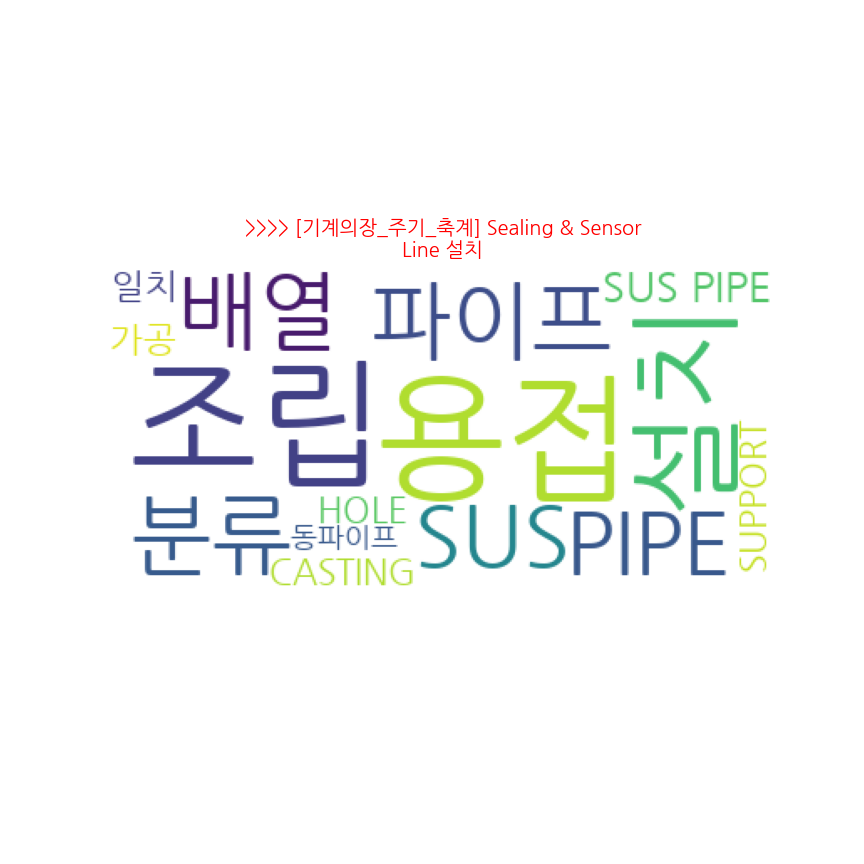 >>>> [기계의장_주기_축계] Sealing & Sensor
Line 설치
일치
배열
파이프
SUS PIPE
가공
조립
용접
설치
분류
HOLE
동파이프
CASTING
SUS
PIPE
SUPPORT